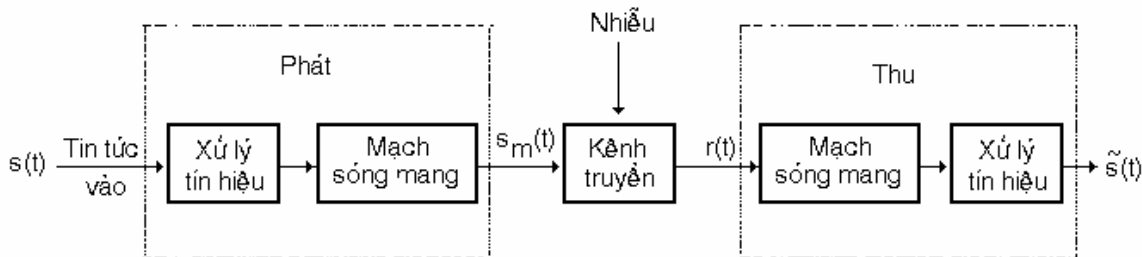 Nhiễu
Phát
Thu
s(t)
Tin tức
vào
Xử lý
tín hiệu
Mạch
sóng mang
sm(t)
Kênh
truyền
r(t)
Mạch
sóng mang
Xử lý
tín hiệu
s̃(t)